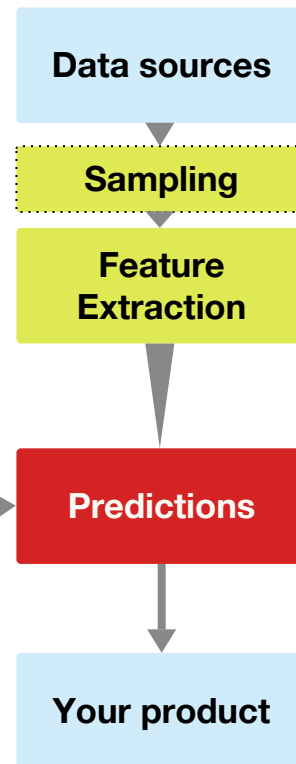 Data sources
Sampling
Feature
Extraction
Predictions
Your product